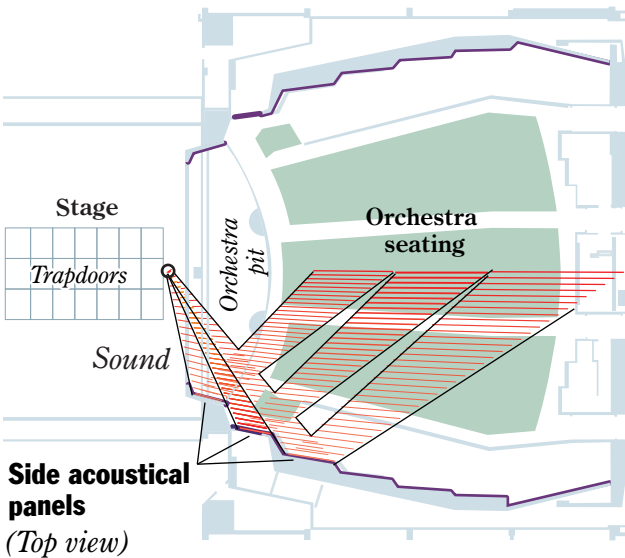 Stage
Trapdoors
Orchestra
pit
Orchestra
seating
Sound
Side acoustical
panels
(Top view)